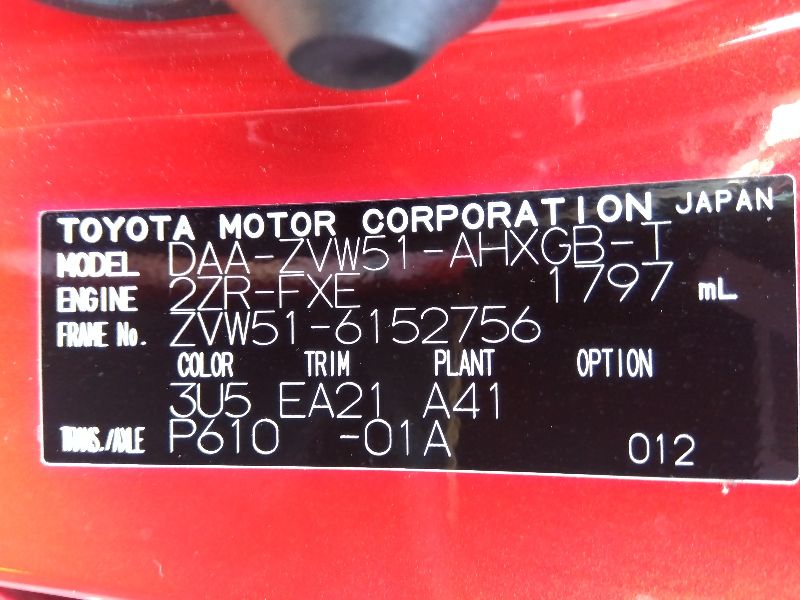 TOYOTA MOTOR CORPORATION JAPAN
MODEL DAA-ZVW51-AHXGB-T
ENGINE 2ZR-FXE 1797 mL
FRAME No. ZVW51-6152756
COLOR TRIM PLANT OPTION
3U5 EA21 A41
TRANS./AXLE P610 -01A 012